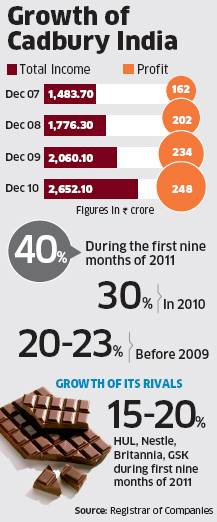 Growth of
Cadbury India
Total Income Profit
Dec 07 1,483.70 162
Dec 08 1,776.30 202
Dec 09 2,060.10 234
Dec 10 2,652.10 248
Figures in ₹ crore
40% During the first nine
months of 2011
30% In 2010
20-23% Before 2009
GROWTH OF ITS RIVALS
15-20%
HUL, Nestle,
Britannia, GSK
during first nine
months of 2011
Source: Registrar of Companies